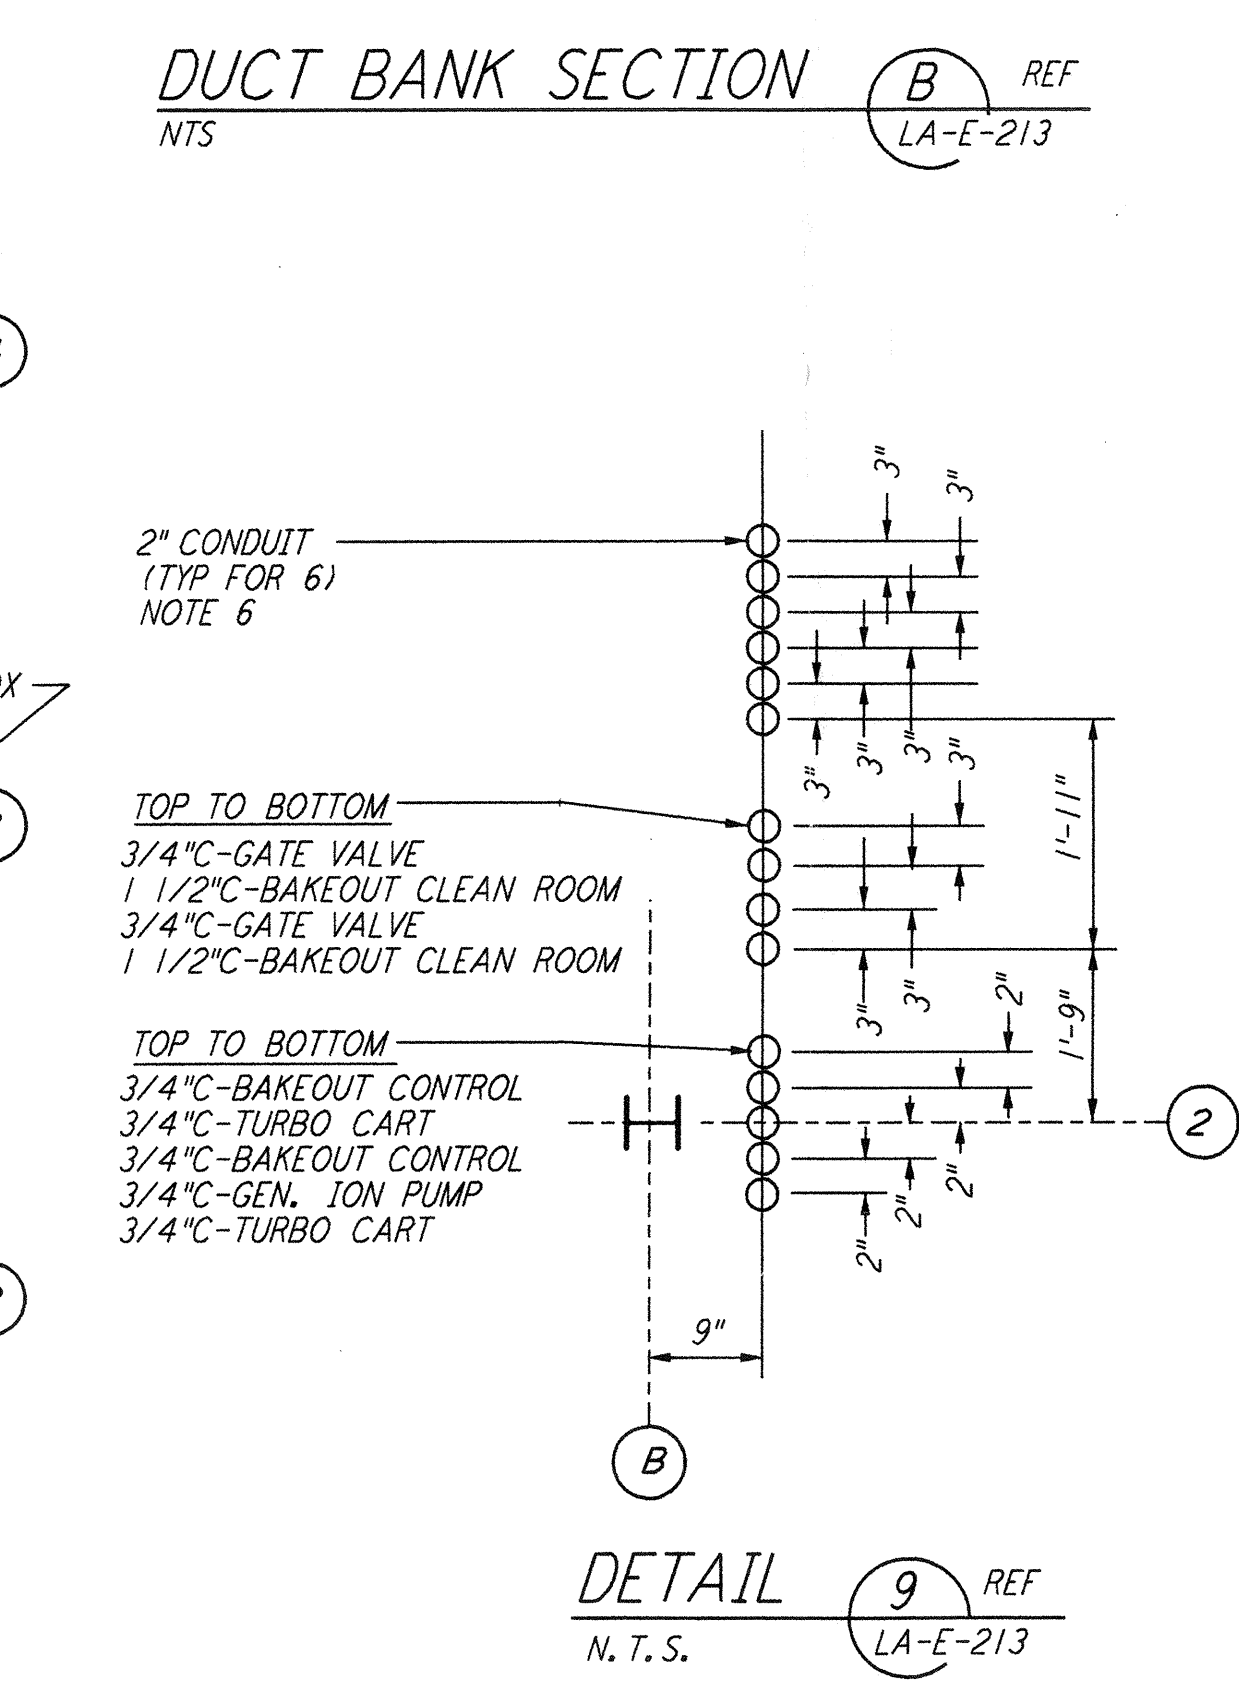 DUCT BANK SECTION B REF
NTS LA-E-213
3"
3"
2" CONDUIT
(TYP FOR 6)
NOTE 6
X
3"
3"
3"
3"
1'-11"
TOP TO BOTTOM
3/4"C-GATE VALVE
1 1/2"C-BAKEOUT CLEAN ROOM
3/4"C-GATE VALVE
1 1/2"C-BAKEOUT CLEAN ROOM
3"
3"
2"
1'-9"
TOP TO BOTTOM
3/4"C-BAKEOUT CONTROL
3/4"C-TURBO CART
3/4"C-BAKEOUT CONTROL
3/4"C-GEN. ION PUMP
3/4"C-TURBO CART
2
2"
2"
2"
9"
B
DETAIL 9 REF
N.T.S. LA-E-213